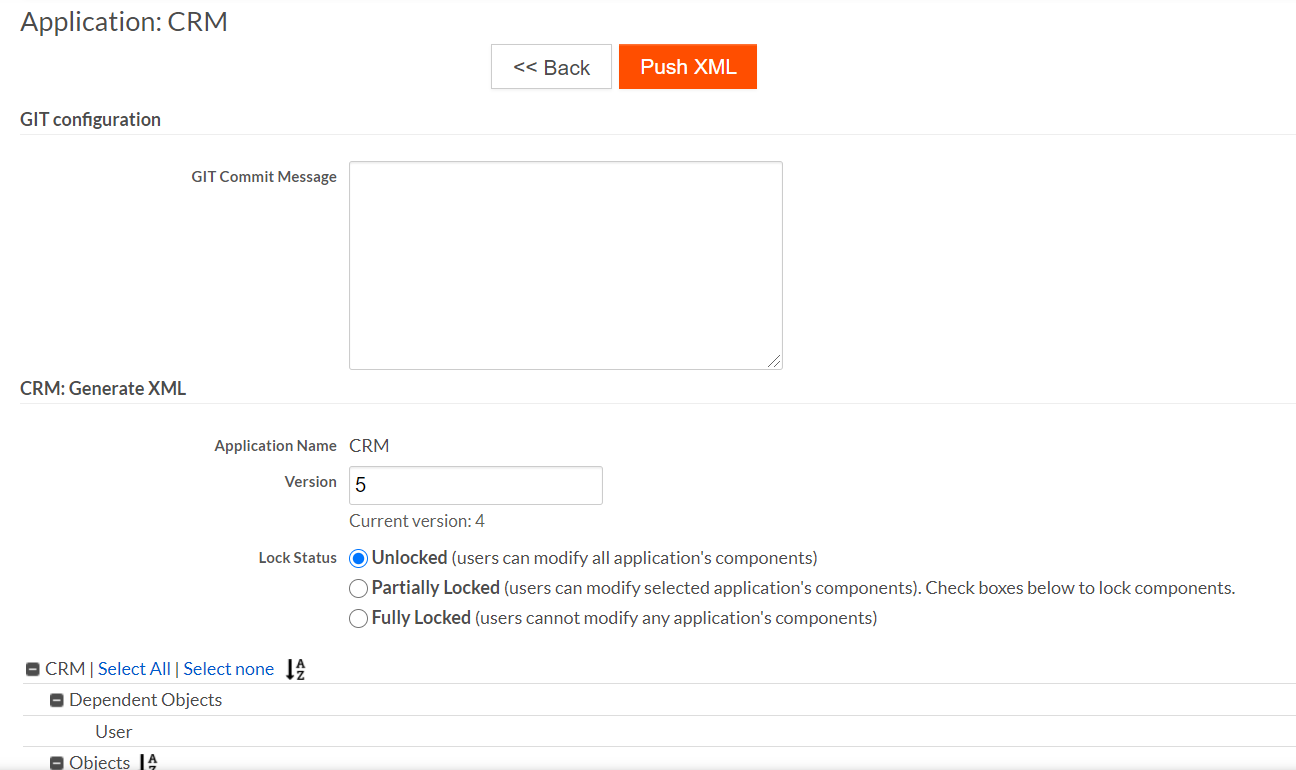 Application: CRM
<< Back
Push XML
GIT configuration
GIT Commit Message
CRM: Generate XML
Application Name CRM
Version 5
Current version: 4
Lock Status Unlocked (users can modify all application's components)
Partially Locked (users can modify selected application's components). Check boxes below to lock components.
Fully Locked (users cannot modify any application's components)
CRM | Select All | Select none AZ
Dependent Objects
User
Objects AZ